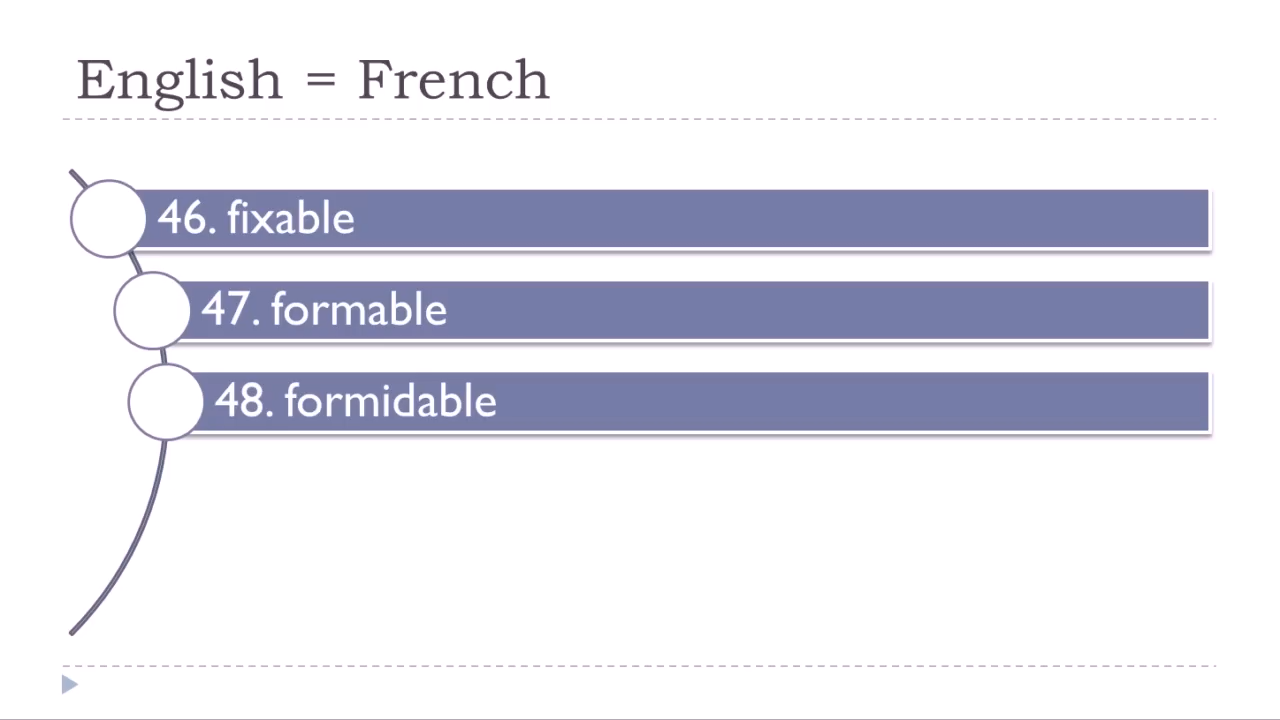 English = French
46. fixable
47. formable
48. formidable